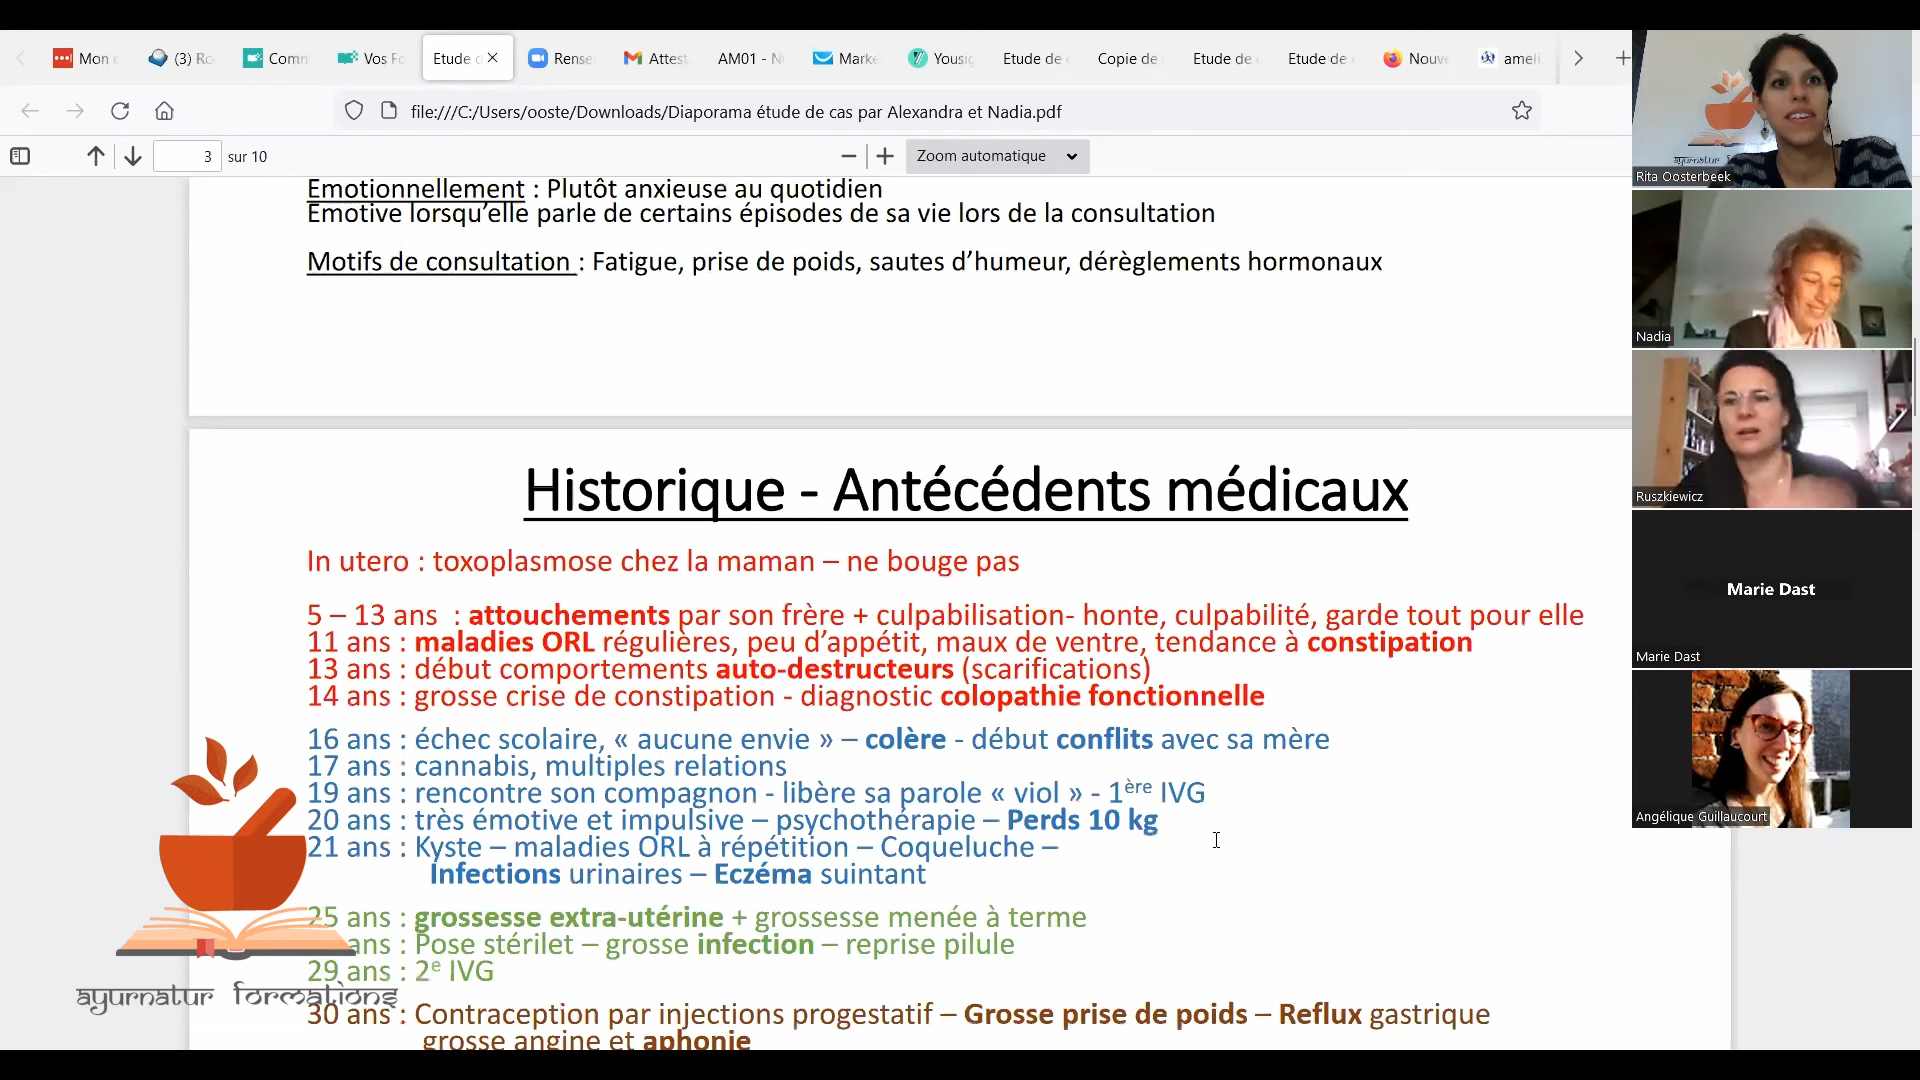 Mon
(3) Ro
Comm
Vos Fo
Etude d
Rense
Attest
AM01 - N
Marke
Yousig
Etude de
Copie de
Etude de
Etude de
Nouve
ameli
file:///C:/Users/ooste/Downloads/Diaporama étude de cas par Alexandra et Nadia.pdf
3 sur 10
Zoom automatique
Emotionnellement : Plutôt anxieuse au quotidien
Emotive lorsqu'elle parle de certains épisodes de sa vie lors de la consultation
Motifs de consultation : Fatigue, prise de poids, sautes d'humeur, dérèglements hormonaux
Historique - Antécédents médicaux
In utero : toxoplasmose chez la maman – ne bouge pas
5 – 13 ans : attouchements par son frère + culpabilisation- honte, culpabilité, garde tout pour elle
11 ans : maladies ORL régulières, peu d'appétit, maux de ventre, tendance à constipation
13 ans : début comportements auto-destructeurs (scarifications)
14 ans : grosse crise de constipation - diagnostic colopathie fonctionnelle
16 ans : échec scolaire, « aucune envie » – colère - début conflits avec sa mère
17 ans : cannabis, multiples relations
19 ans : rencontre son compagnon - libère sa parole « viol » - 1ère IVG
20 ans : très émotive et impulsive – psychothérapie – Perds 10 kg
21 ans : Kyste – maladies ORL à répétition – Coqueluche –
Infections urinaires – Eczéma suintant
25 ans : grossesse extra-utérine + grossesse menée à terme
ans : Pose stérilet – grosse infection – reprise pilule
29 ans : 2e IVG
30 ans : Contraception par injections progestatif – Grosse prise de poids – Reflux gastrique
grosse angine et aphonie
ayurnatur formations
ayurnatur
Rita Oosterbeek
Nadia
Ruszkiewicz
Marie Dast
Marie Dast
Angélique Guillaucourt